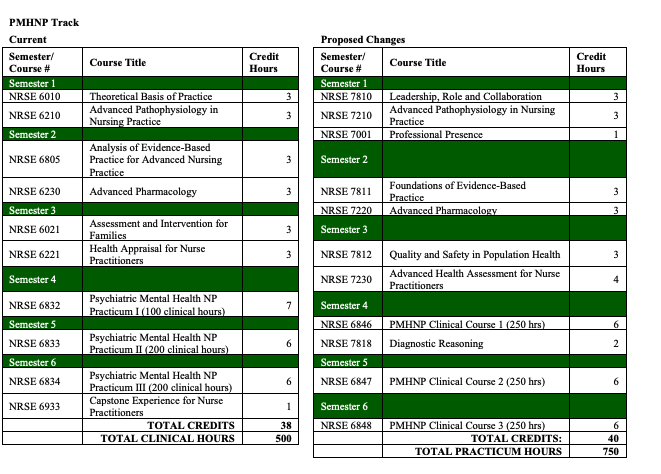 PMHNP Track
Current
Semester/
Course #
Course Title
Credit
Hours
Semester 1
NRSE 6010 Theoretical Basis of Practice 3
NRSE 6210 Advanced Pathophysiology in
Nursing Practice 3
Semester 2
NRSE 6805 Analysis of Evidence-Based
Practice for Advanced Nursing
Practice 3
NRSE 6230 Advanced Pharmacology 3
Semester 3
NRSE 6021 Assessment and Intervention for
Families 3
NRSE 6221 Health Appraisal for Nurse
Practitioners 3
Semester 4
NRSE 6832 Psychiatric Mental Health NP
Practicum I (100 clinical hours) 7
Semester 5
NRSE 6833 Psychiatric Mental Health NP
Practicum II (200 clinical hours) 6
Semester 6
NRSE 6834 Psychiatric Mental Health NP
Practicum III (200 clinical hours) 6
NRSE 6933 Capstone Experience for Nurse
Practitioners 1
TOTAL CREDITS 38
TOTAL CLINICAL HOURS 500
Proposed Changes
Semester/
Course #
Course Title
Credit
Hours
Semester 1
NRSE 7810 Leadership, Role and Collaboration 3
NRSE 7210 Advanced Pathophysiology in Nursing
Practice 3
NRSE 7001 Professional Presence 1
Semester 2
NRSE 7811 Foundations of Evidence-Based
Practice 3
NRSE 7220 Advanced Pharmacology 3
Semester 3
NRSE 7812 Quality and Safety in Population Health 3
NRSE 7230 Advanced Health Assessment for Nurse
Practitioners 4
Semester 4
NRSE 6846 PMHNP Clinical Course 1 (250 hrs) 6
NRSE 7818 Diagnostic Reasoning 2
Semester 5
NRSE 6847 PMHNP Clinical Course 2 (250 hrs) 6
Semester 6
NRSE 6848 PMHNP Clinical Course 3 (250 hrs) 6
TOTAL CREDITS: 40
TOTAL PRACTICUM HOURS 750